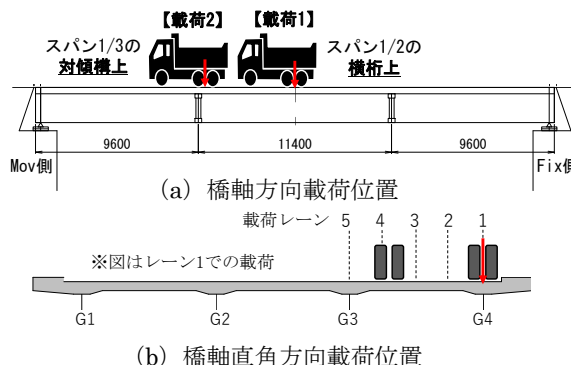 【載荷2】 【載荷1】
スパン1/3の
対傾構上
スパン1/2の
横桁上
9600 11400 9600
Mov側 Fix側
(a) 橋軸方向載荷位置
載荷レーン 5 4 3 2 1
※図はレーン1での載荷
G1 G2 G3 G4
(b) 橋軸直角方向載荷位置